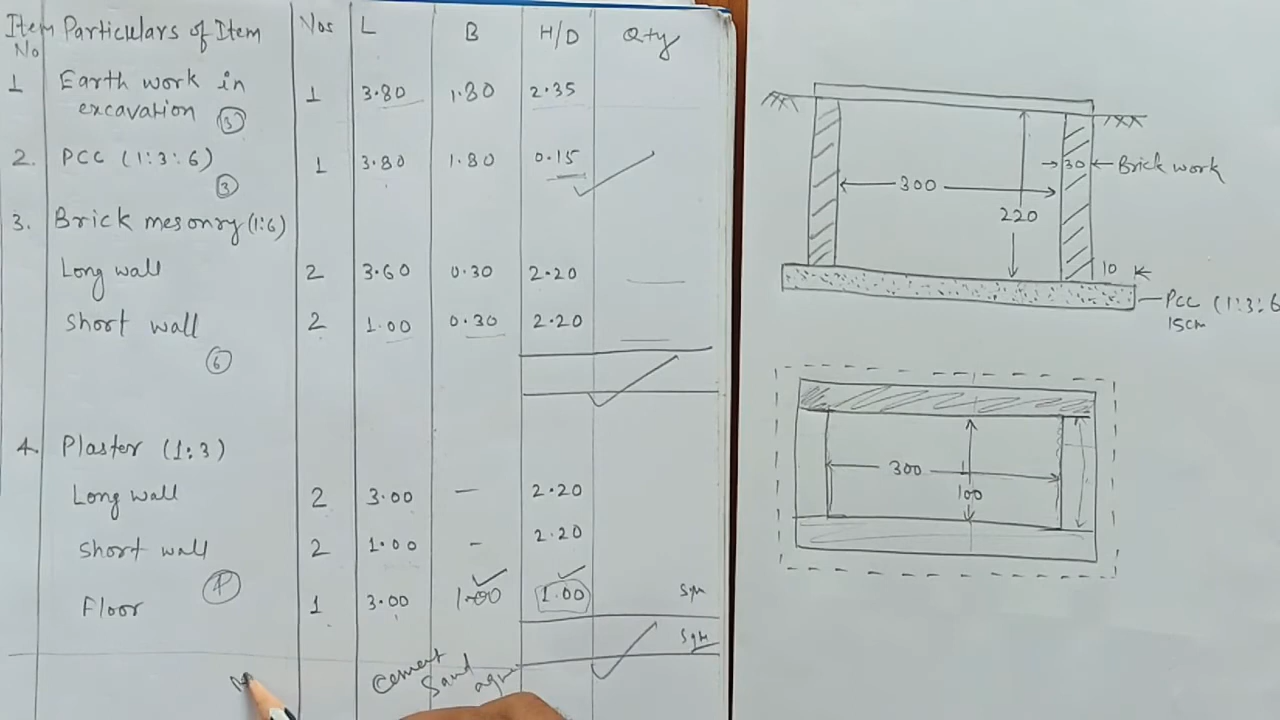 Item No Particulars of Item Nos L B H/D Qty
1 Earth work in excavation 3 1 3.80 1.80 2.35
2. PCC (1:3:6) 3 1 3.80 1.80 0.15
3. Brick mesonry (1:6)
Long wall 2 3.60 0.30 2.20
Short wall 2 1.00 0.30 2.20
6
4. Plaster (1:3)
Long wall 2 3.00 — 2.20
Short wall 2 1.00 - 2.20
Floor 1 3.00 1.00 1.00 Sqm
Sqm
Cement Sand
300
220
30 Brick work
10
PCC (1:3:6
15cm
300
100